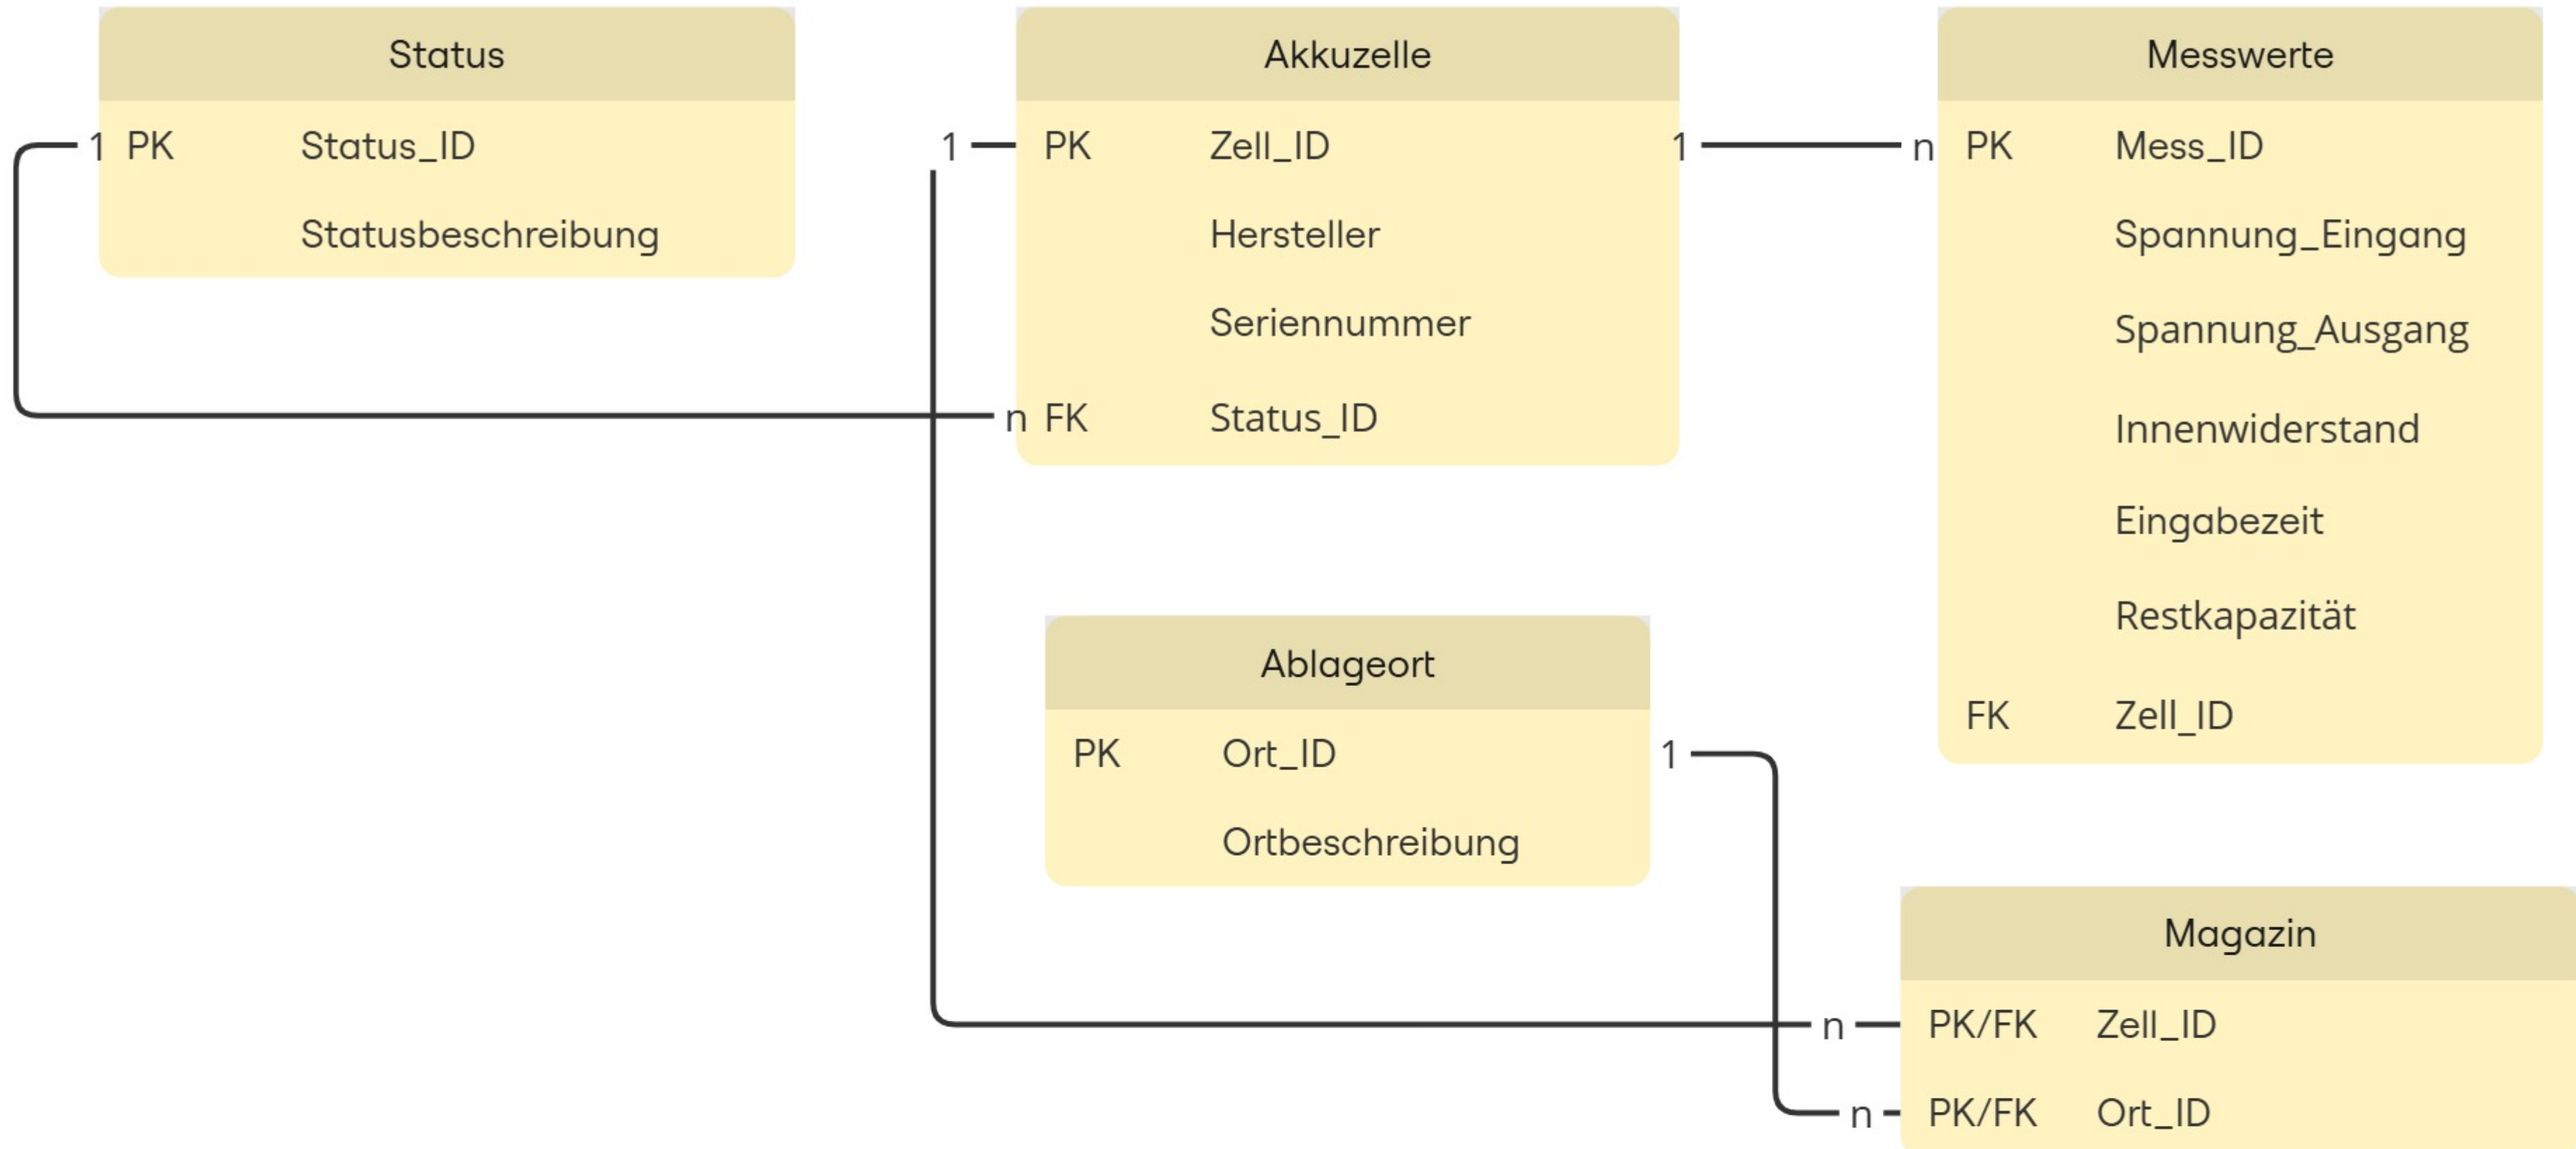 Status
1 PK Status_ID
Statusbeschreibung
Akkuzelle
1 PK Zell_ID 1
Hersteller
Seriennummer
n FK Status_ID
Messwerte
n PK Mess_ID
Spannung_Eingang
Spannung_Ausgang
Innenwiderstand
Eingabezeit
Restkapazität
FK Zell_ID
Ablageort
PK Ort_ID 1
Ortbeschreibung
Magazin
n PK/FK Zell_ID
n PK/FK Ort_ID